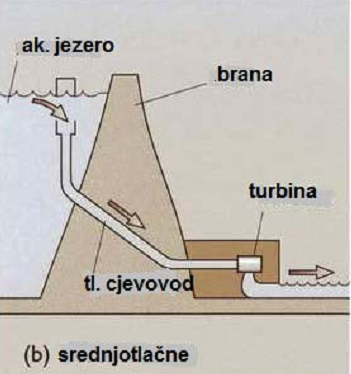 ak. jezero
brana
turbina
tl. cjevovod
(b) srednjotlačne